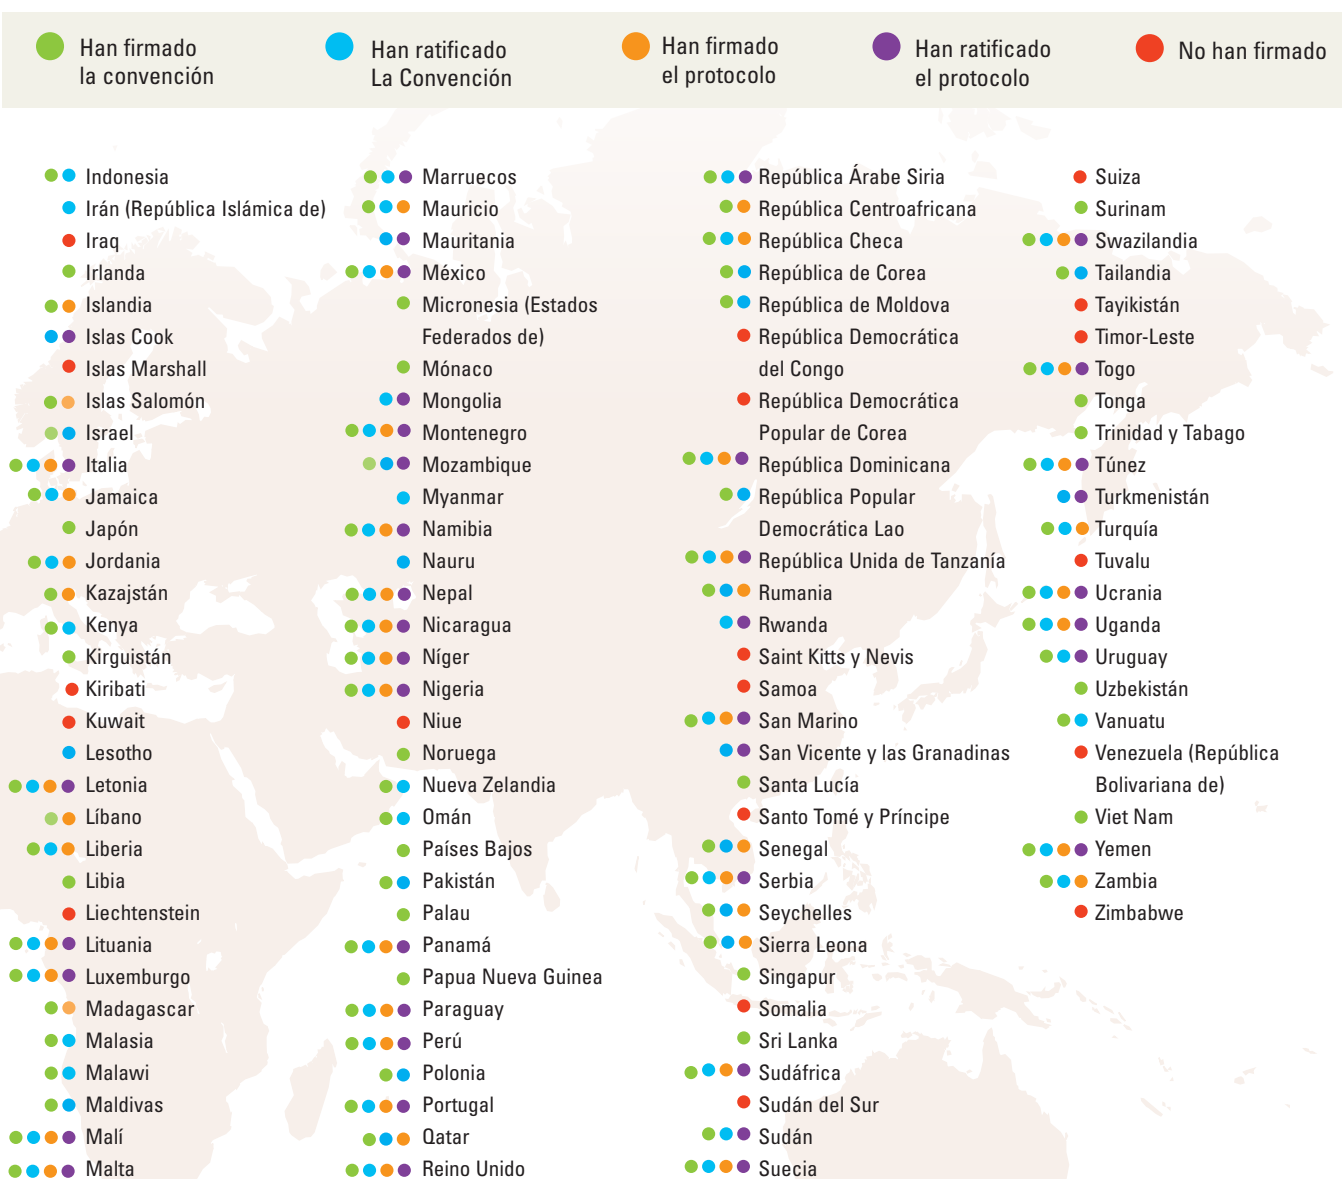 Han firmado
la convención
Han ratificado
La Convención
Han firmado
el protocolo
Han ratificado
el protocolo
No han firmado
Indonesia
Irán (República Islámica de)
Iraq
Irlanda
Islandia
Islas Cook
Islas Marshall
Islas Salomón
Israel
Italia
Jamaica
Japón
Jordania
Kazajstán
Kenya
Kirguistán
Kiribati
Kuwait
Lesotho
Letonia
Líbano
Liberia
Libia
Liechtenstein
Lituania
Luxemburgo
Madagascar
Malasia
Malawi
Maldivas
Malí
Malta
Marruecos
Mauricio
Mauritania
México
Micronesia (Estados
Federados de)
Mónaco
Mongolia
Montenegro
Mozambique
Myanmar
Namibia
Nauru
Nepal
Nicaragua
Níger
Nigeria
Niue
Noruega
Nueva Zelandia
Omán
Países Bajos
Pakistán
Palau
Panamá
Papua Nueva Guinea
Paraguay
Perú
Polonia
Portugal
Qatar
Reino Unido
República Árabe Siria
República Centroafricana
República Checa
República de Corea
República de Moldova
República Democrática
del Congo
República Democrática
Popular de Corea
República Dominicana
República Popular
Democrática Lao
República Unida de Tanzanía
Rumania
Rwanda
Saint Kitts y Nevis
Samoa
San Marino
San Vicente y las Granadinas
Santa Lucía
Santo Tomé y Príncipe
Senegal
Serbia
Seychelles
Sierra Leona
Singapur
Somalia
Sri Lanka
Sudáfrica
Sudán del Sur
Sudán
Suecia
Suiza
Surinam
Swazilandia
Tailandia
Tayikistán
Timor-Leste
Togo
Tonga
Trinidad y Tabago
Túnez
Turkmenistán
Turquía
Tuvalu
Ucrania
Uganda
Uruguay
Uzbekistán
Vanuatu
Venezuela (República
Bolivariana de)
Viet Nam
Yemen
Zambia
Zimbabwe